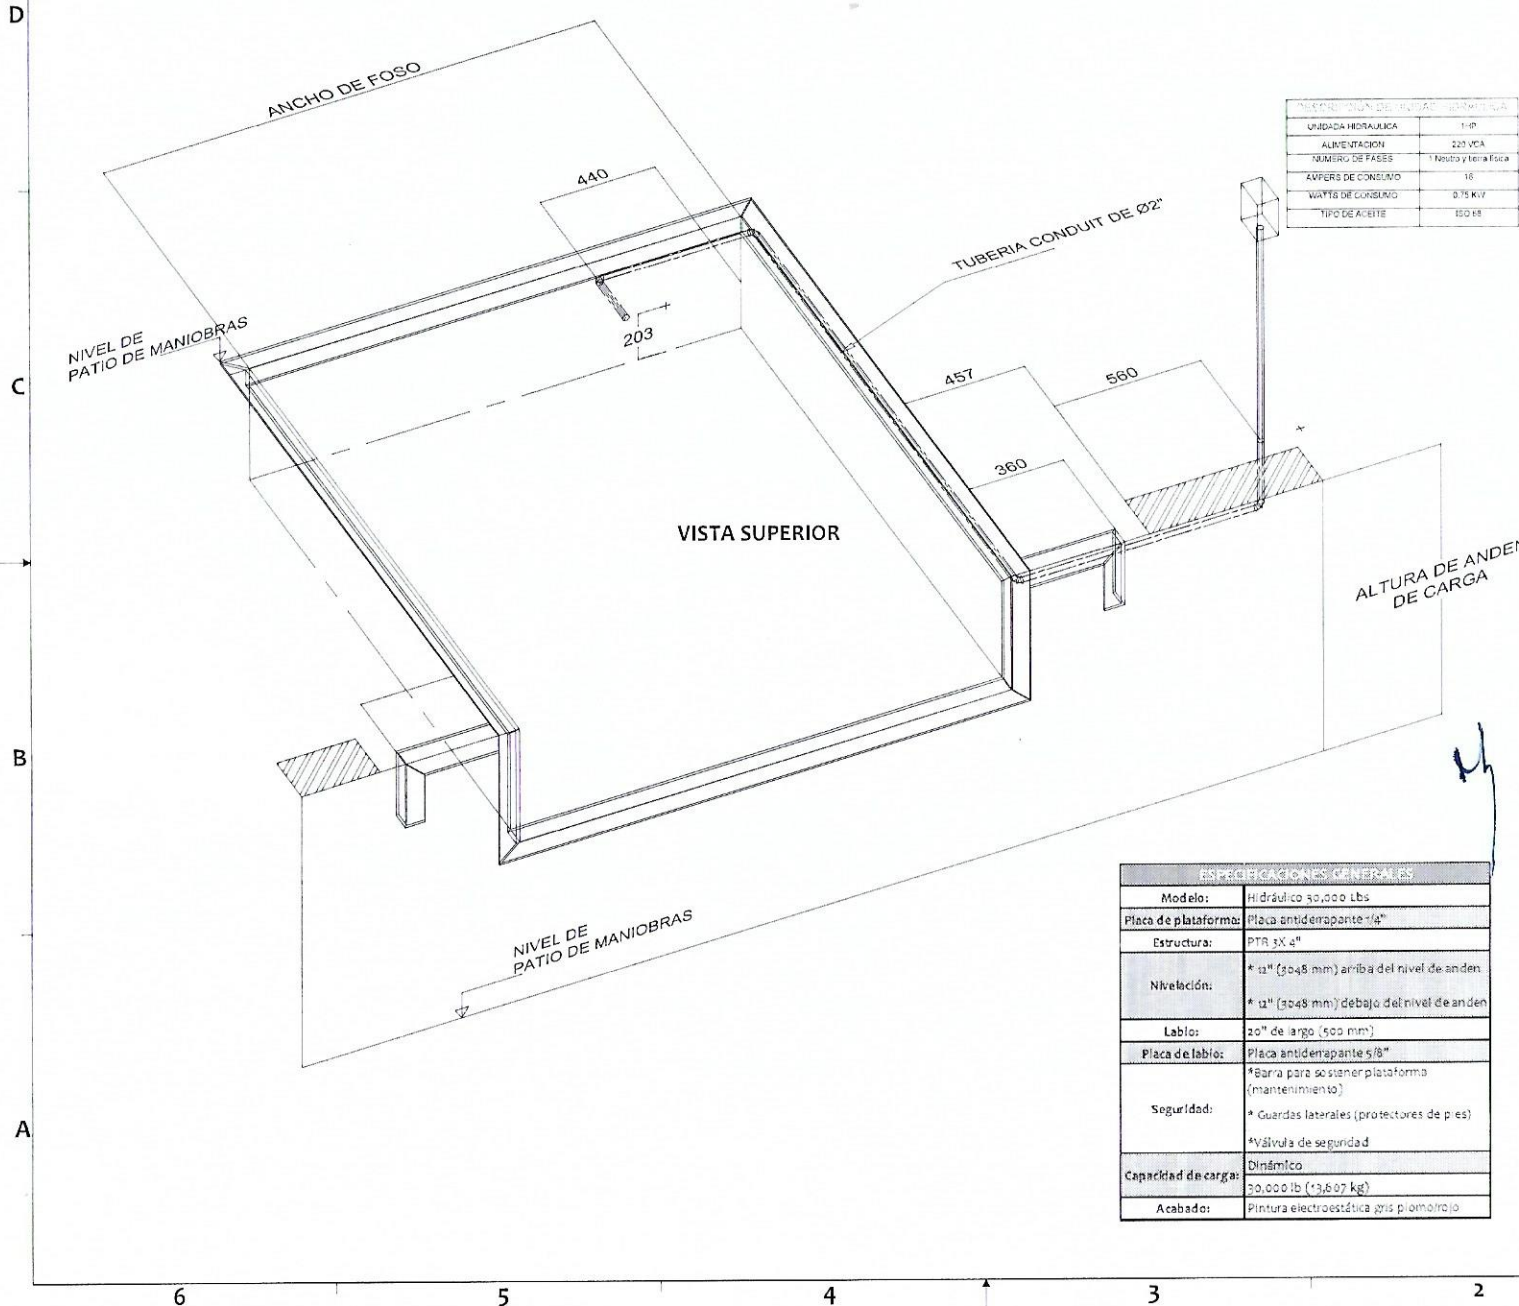 D
ANCHO DE FOSO
440
DESCRIPCIÓN DE UNIDAD HIDRAULICA
UNIDADA HIDRAULICA 1 HP
ALIMENTACION 220 VCA
NUMERO DE FASES 1 Neutro y tierra fisica
AMPERS DE CONSUMO 16
WATTS DE CONSUMO 0.75 KW
TIPO DE ACEITE ISO 68
TUBERIA CONDUIT DE Ø2"
NIVEL DE
PATIO DE MANIOBRAS
203
C
457
560
360
VISTA SUPERIOR
ALTURA DE ANDEN
DE CARGA
B
NIVEL DE
PATIO DE MANIOBRAS
ESPECIFICACIONES GENERALES
Modelo: Hidráulico 30,000 Lbs
Placa de plataforma: Placa antiderrapante 1/4"
Estructura: PTR 3X 4"
Nivelación:
* 12" (3048 mm) arriba del nivel de anden
* 12" (3048 mm) debajo del nivel de anden
Labio: 20" de largo (500 mm)
Placa de labio: Placa antiderrapante 5/8"
Seguridad:
*Barra para sostener plataforma
(mantenimiento)
* Guardas laterales (protectores de pies)
*Válvula de seguridad
Capacidad de carga: Dinámico
30,000 lb (13,607 kg)
Acabado: Pintura electroestática gris plomo/rojo
A
6 5 4 3 2